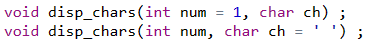 void disp_chars(int num = 1, char ch) ;
void disp_chars(int num, char ch = ' ') ;